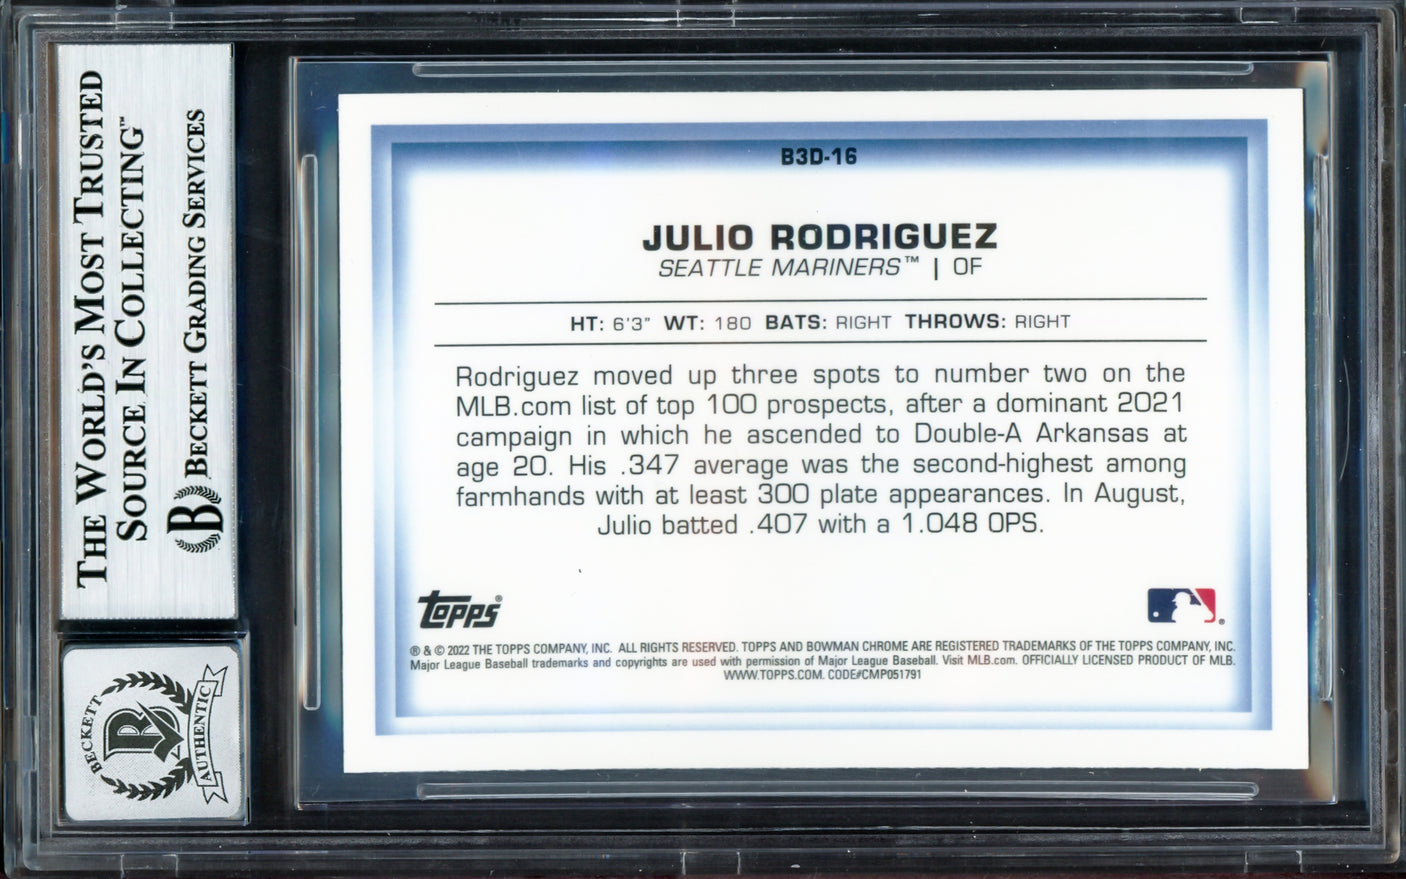 THE WORLD'S MOST TRUSTED
SOURCE IN COLLECTING™
B BECKETT GRADING SERVICES
BECKETT
B
AUTHENTIC
B3D-16
JULIO RODRIGUEZ
SEATTLE MARINERS™ | OF
HT: 6'3" WT: 180 BATS: RIGHT THROWS: RIGHT
Rodriguez moved up three spots to number two on the
MLB.com list of top 100 prospects, after a dominant 2021
campaign in which he ascended to Double-A Arkansas at
age 20. His .347 average was the second-highest among
farmhands with at least 300 plate appearances. In August,
Julio batted .407 with a 1.048 OPS.
Topps®
®
® & © 2022 THE TOPPS COMPANY, INC. ALL RIGHTS RESERVED. TOPPS AND BOWMAN CHROME ARE REGISTERED TRADEMARKS OF THE TOPPS COMPANY, INC.
Major League Baseball trademarks and copyrights are used with permission of Major League Baseball. Visit MLB.com. OFFICIALLY LICENSED PRODUCT OF MLB.
WWW.TOPPS.COM. CODE#CMP051791